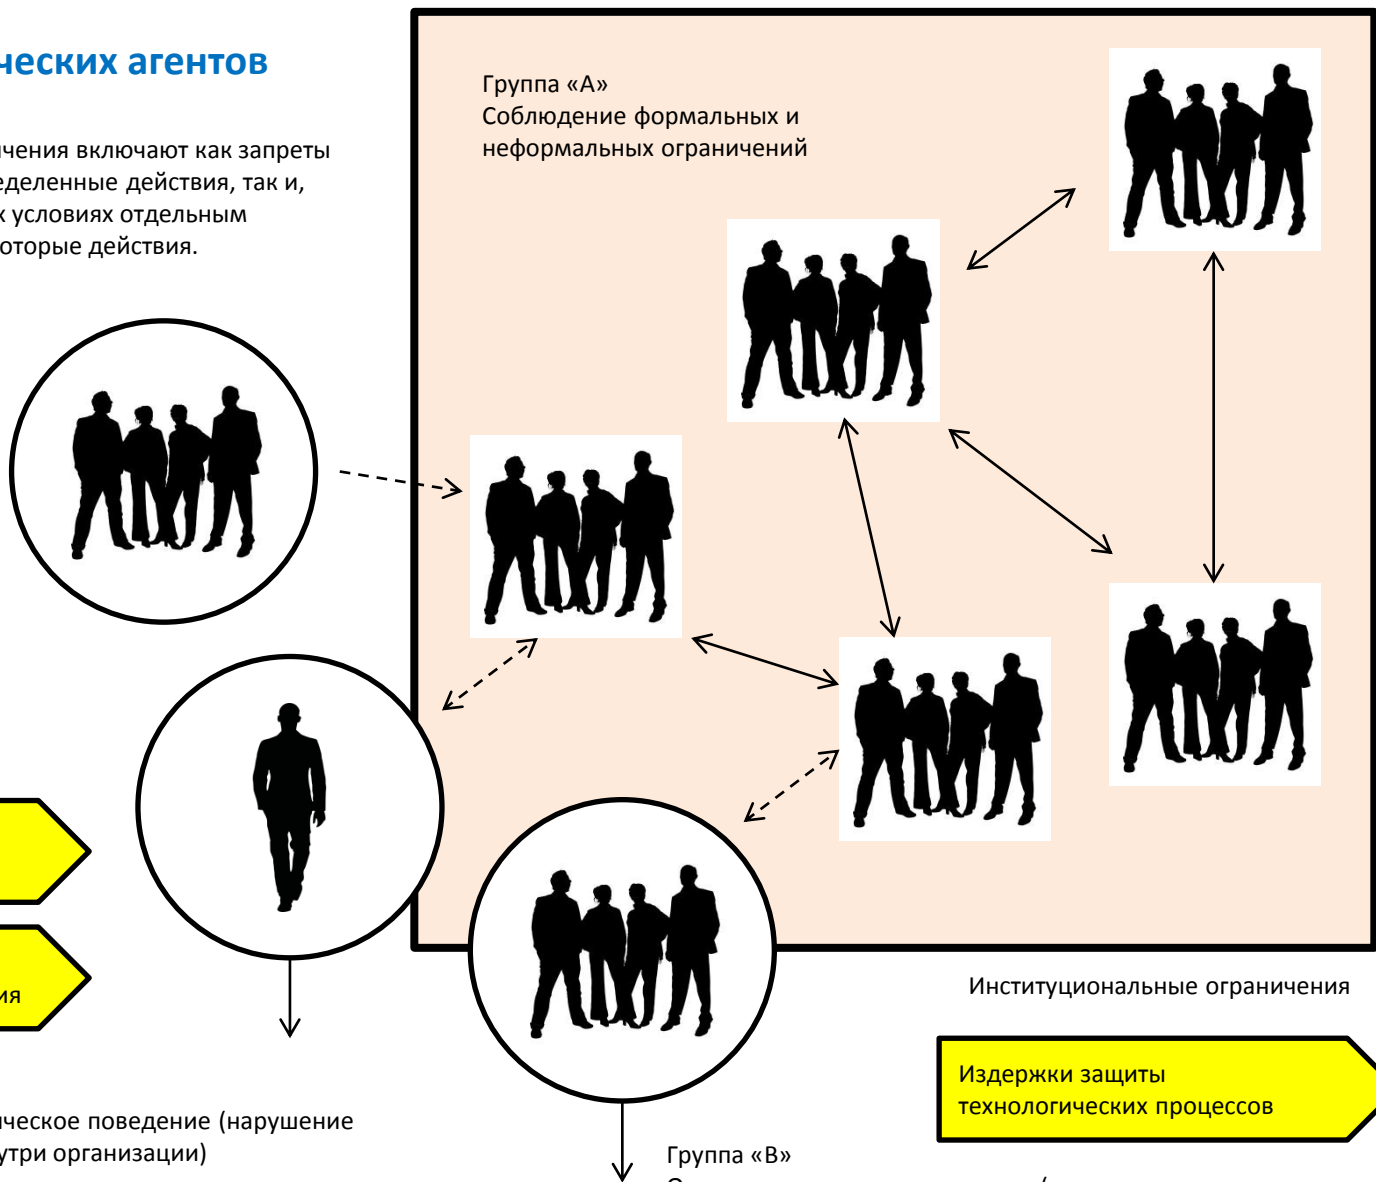 ческих агентов
чения включают как запреты
еделенные действия, так и,
х условиях отдельным
оторые действия.
Группа «А»
Соблюдение формальных и
неформальных ограничений
ия
Институциональные ограничения
Издержки защиты
технологических процессов
ическое поведение (нарушение
утри организации)
Группа «В»